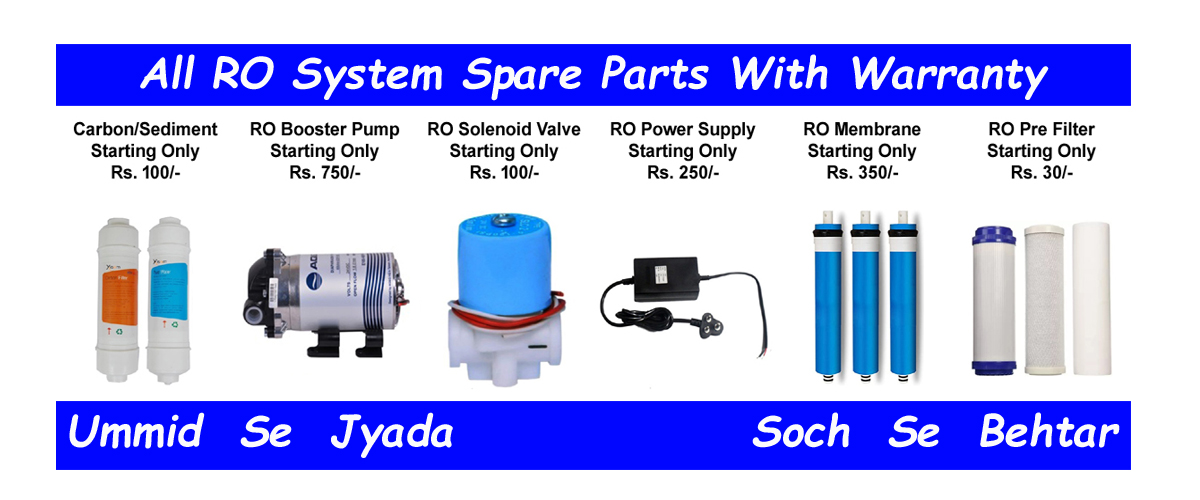 All RO System Spare Parts With Warranty
Carbon/Sediment
Starting Only
Rs. 100/-
RO Booster Pump
Starting Only
Rs. 750/-
RO Solenoid Valve
Starting Only
Rs. 100/-
RO Power Supply
Starting Only
Rs. 250/-
RO Membrane
Starting Only
Rs. 350/-
RO Pre Filter
Starting Only
Rs. 30/-
Ummid Se Jyada
Soch Se Behtar